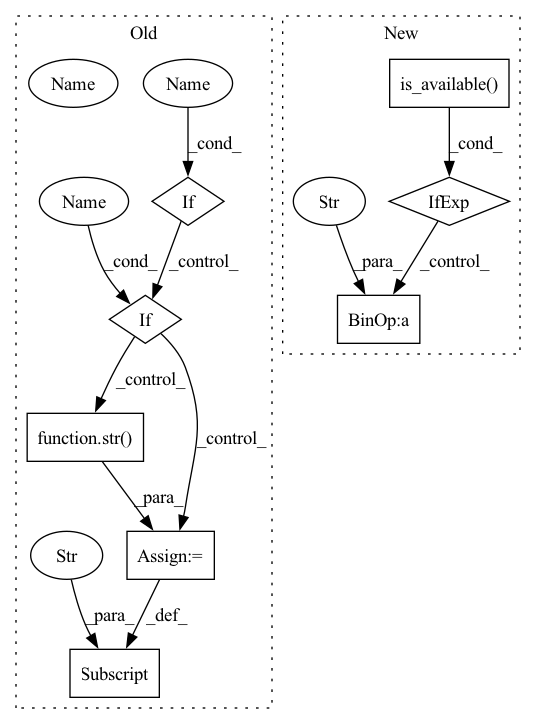 Old
New
Name
Name
is_available()
_cond_
_cond_
Name
If
Str
IfExp
_cond_
_control_
_para_
_control_
If
BinOp:a
_control_
function.str()
_control_
_para_
Str
Assign:=
_para_
_def_
Subscript